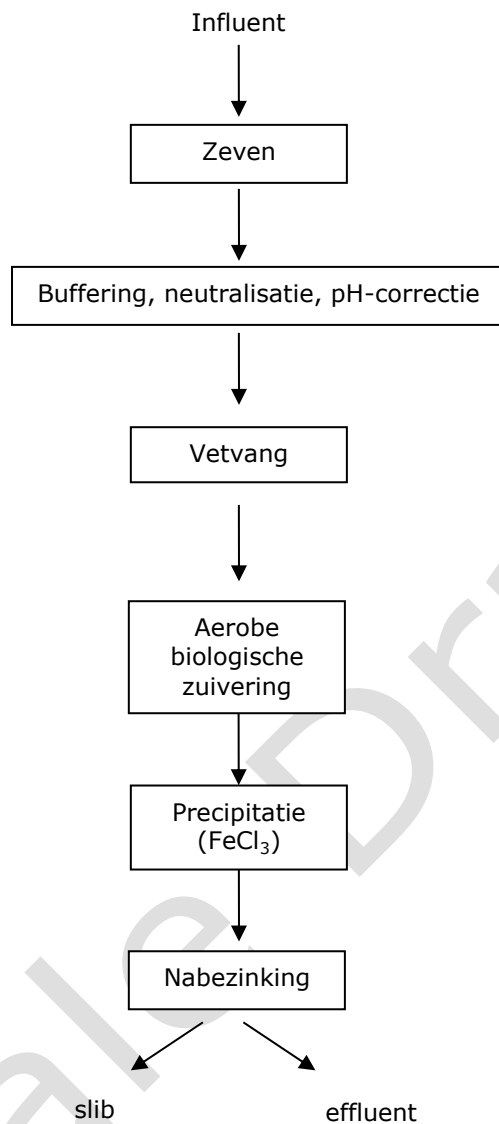 Influent
Zeven
Buffering, neutralisatie, pH-correctie
Vetvang
Aerobe
biologische
zuivering
Precipitatie
(FeCl₃)
Nabezinking
slib
effluent